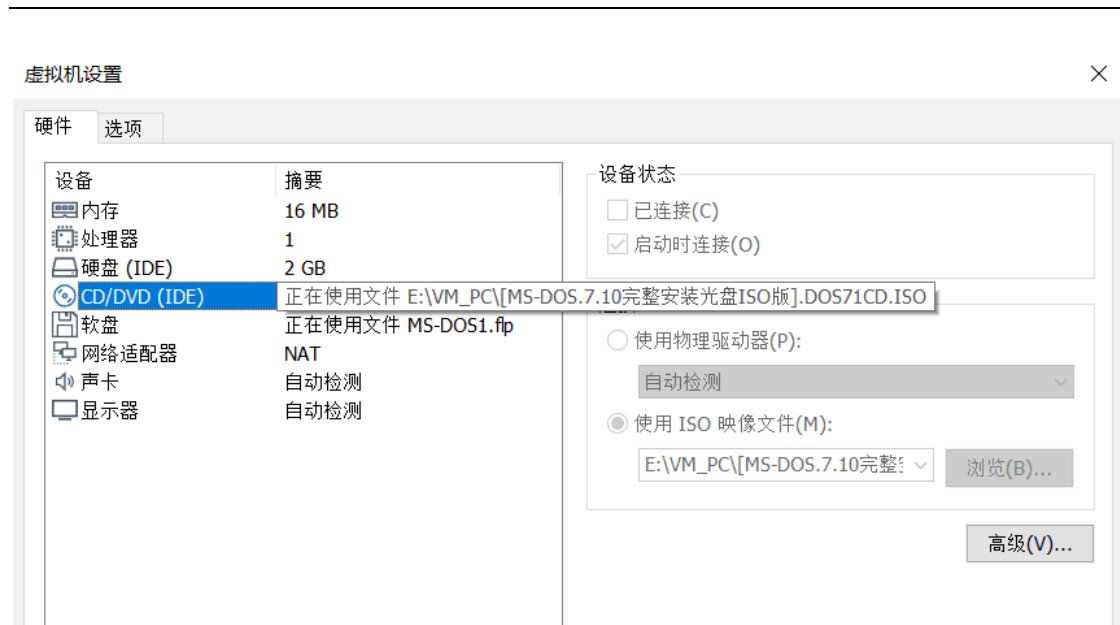 虚拟机设置
硬件 选项
设备 摘要
内存 16 MB
处理器 1
硬盘 (IDE) 2 GB
CD/DVD (IDE) 正在使用文件 E:\VM_PC\[MS-DOS.7.10完整安装光盘ISO版].DOS71CD.ISO
软盘 正在使用文件 MS-DOS1.flp
网络适配器 NAT
声卡 自动检测
显示器 自动检测
设备状态
已连接(C)
启动时连接(O)
使用物理驱动器(P):
自动检测
使用 ISO 映像文件(M):
E:\VM_PC\[MS-DOS.7.10完整 浏览(B)...
高级(V)...